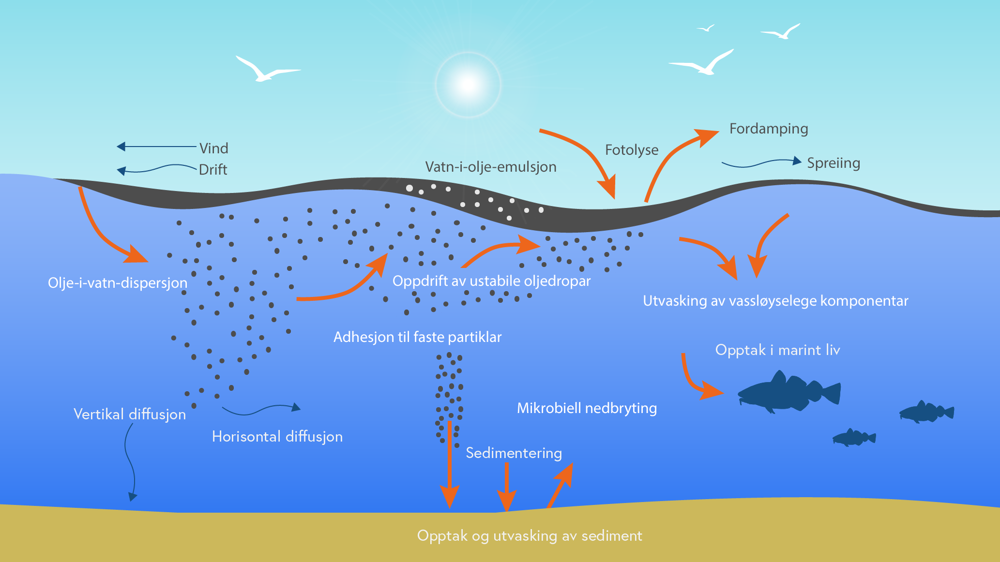 Fordamping
Vind
Fotolyse
Drift
Vatn-i-olje-emulsjon
Spreiing
Olje-i-vatn-dispersjon
Oppdrift av ustabile oljedropar
Utvasking av vassløyselege komponentar
Adhesjon til faste partiklar
Opptak i marint liv
Vertikal diffusjon
Mikrobiell nedbryting
Horisontal diffusjon
Sedimentering
Opptak og utvasking av sediment